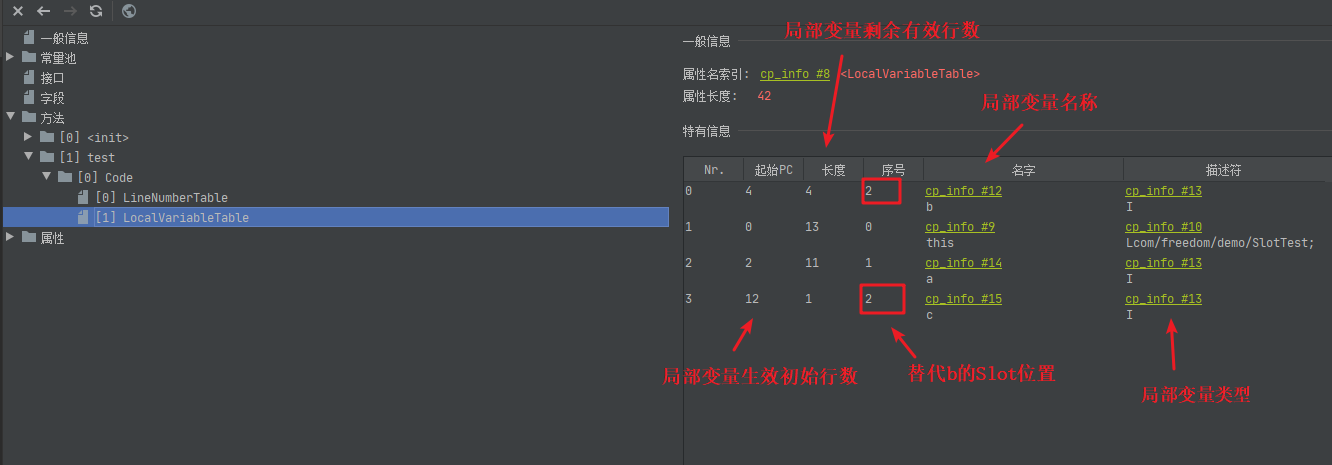 一般信息
常量池
接口
字段
方法
[0] <init>
[1] test
[0] Code
[0] LineNumberTable
[1] LocalVariableTable
属性
局部变量剩余有效行数
一般信息
属性名索引: cp_info #8 <LocalVariableTable>
属性长度: 42
局部变量名称
特有信息
Nr. 起始PC 长度 序号 名字 描述符
0 4 4 2 cp_info #12 cp_info #13
b I
1 0 13 0 cp_info #9 cp_info #10
this Lcom/freedom/demo/SlotTest;
2 2 11 1 cp_info #14 cp_info #13
a I
3 12 1 2 cp_info #15 cp_info #13
c I
局部变量生效初始行数
替代b的Slot位置
局部变量类型